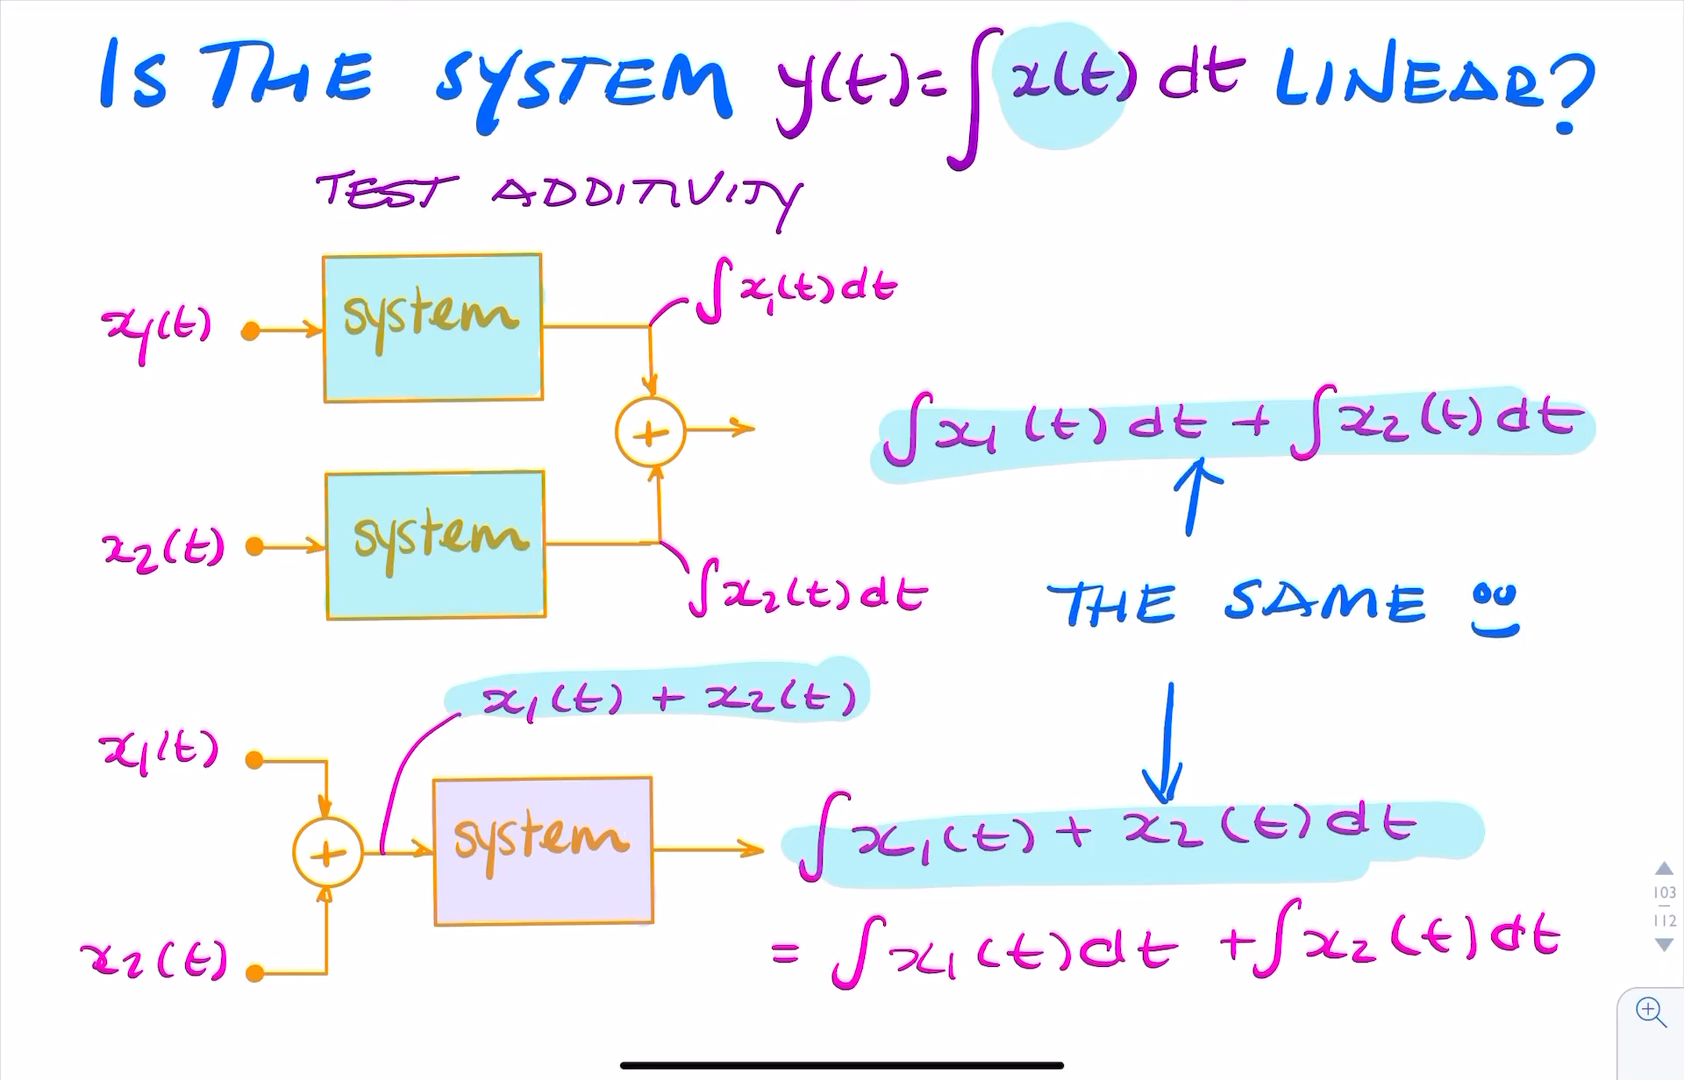 IS THE SYSTEM y(t)=∫x(t) dt LINEAR?
TEST ADDITIVITY
x₁(t)
system
∫x₁(t)dt
+
∫x₁(t) dt + ∫x₂(t)dt
x₂(t)
system
∫x₂(t)dt
THE SAME
x₁(t) + x₂(t)
x₁(t)
+
system
∫x₁(t) + x₂(t)dt
x₂(t)
= ∫x₁(t)dt + ∫x₂(t)dt
103
112